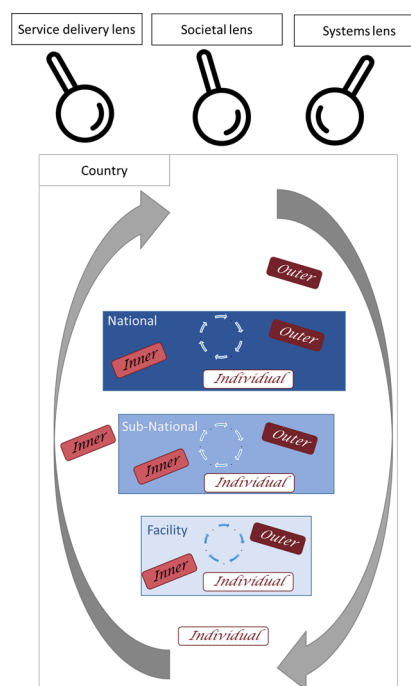 Service delivery lens
Societal lens
Systems lens
Country
Outer
National
Outer
Inner
Individual
Sub-National
Outer
Inner
Inner
Individual
Facility
Outer
Inner
Individual
Individual